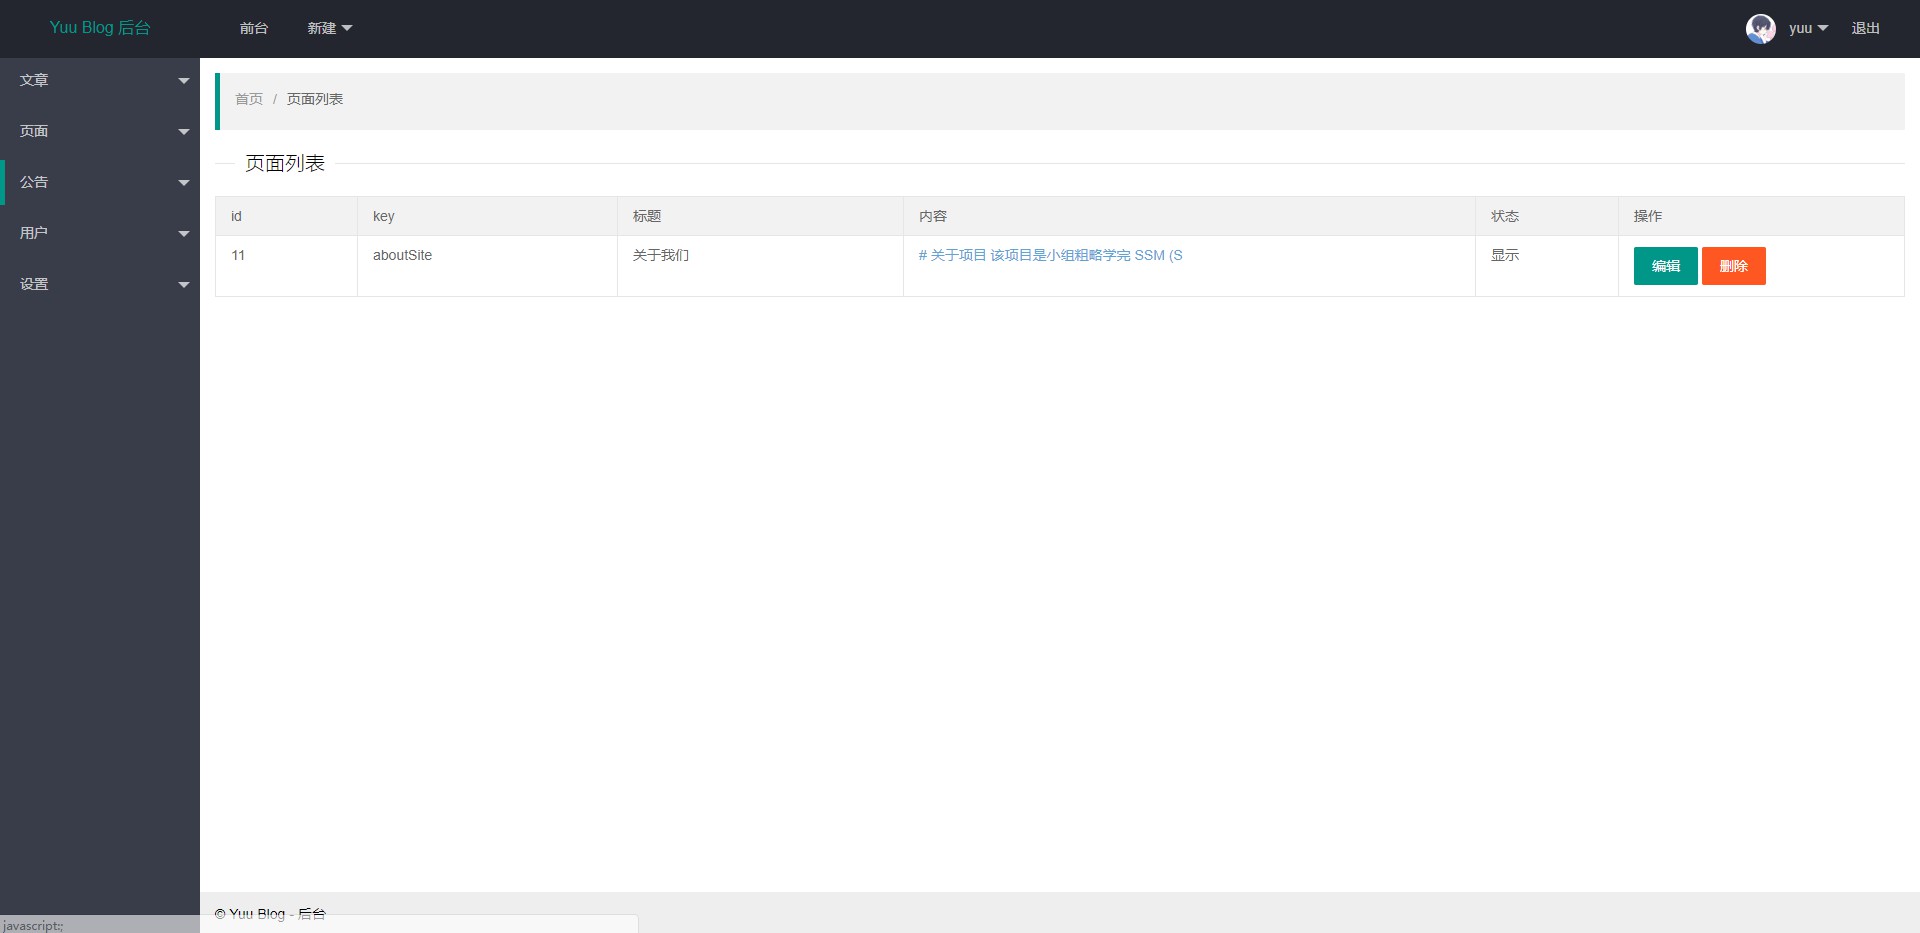 Yuu Blog 后台
前台
新建
yuu
退出
文章
页面
公告
用户
设置
首页 / 页面列表
页面列表
id key 标题 内容 状态 操作
11 aboutSite 关于我们 # 关于项目 该项目是小组粗略学完 SSM (S 显示 编辑 删除
© Yuu Blog - 后台
javascript:;